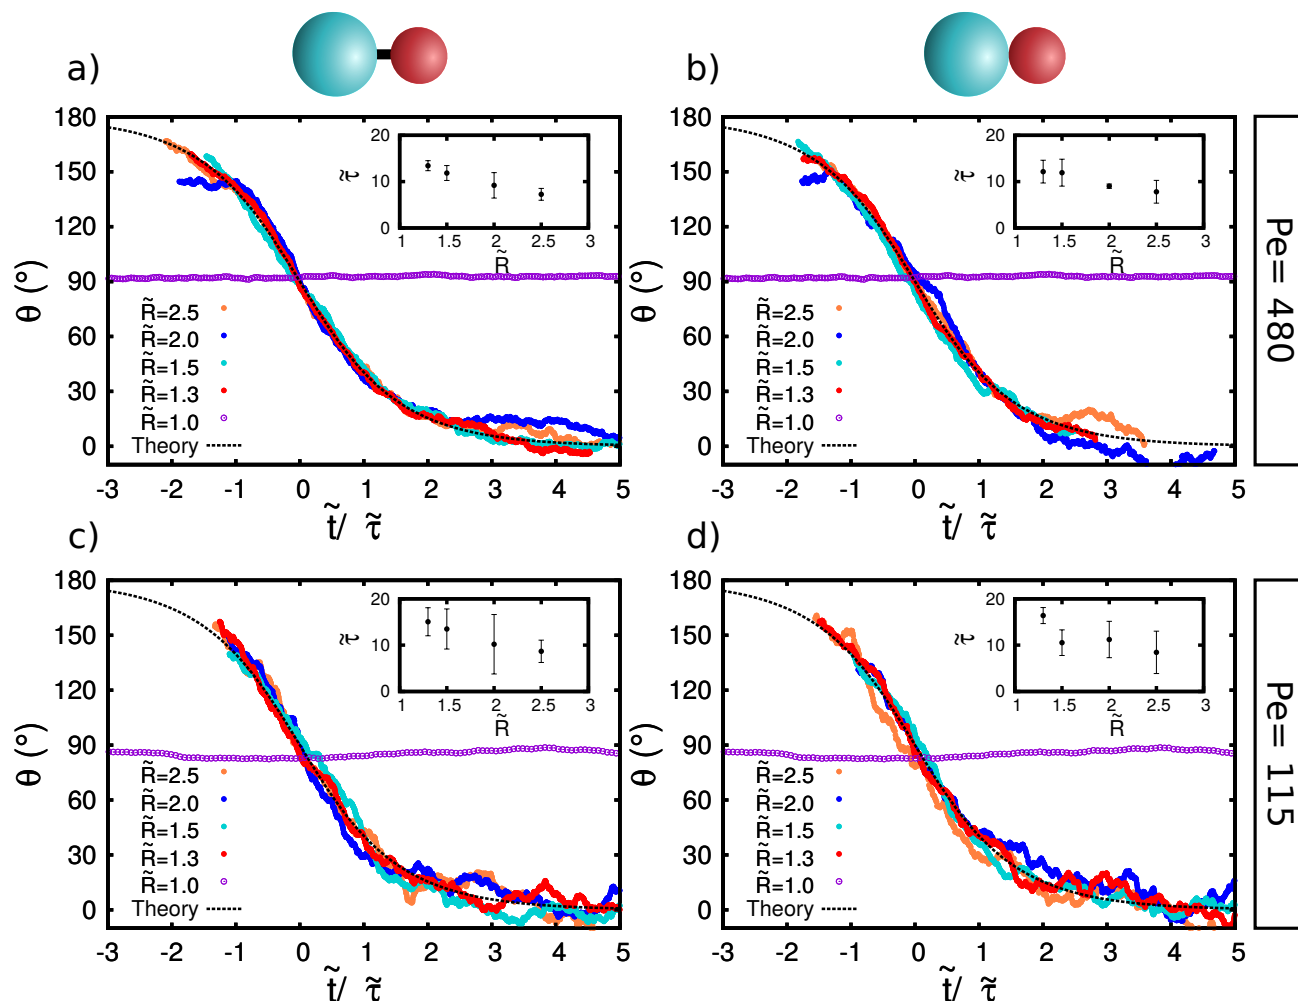 a)
b)
180
150
120
90
60
30
0
θ (°)
-3 -2 -1 0 1 2 3 4 5
t̃/ τ̃
R̃=2.5
R̃=2.0
R̃=1.5
R̃=1.3
R̃=1.0
Theory
20
10
0
τ̃
1 1.5 2 2.5 3
R̃
180
150
120
90
60
30
0
θ (°)
-3 -2 -1 0 1 2 3 4 5
t̃/ τ̃
R̃=2.5
R̃=2.0
R̃=1.5
R̃=1.3
R̃=1.0
Theory
20
10
0
τ̃
1 1.5 2 2.5 3
R̃
Pe= 480
c)
d)
180
150
120
90
60
30
0
θ (°)
-3 -2 -1 0 1 2 3 4 5
t̃/ τ̃
R̃=2.5
R̃=2.0
R̃=1.5
R̃=1.3
R̃=1.0
Theory
20
10
0
τ̃
1 1.5 2 2.5 3
R̃
180
150
120
90
60
30
0
θ (°)
-3 -2 -1 0 1 2 3 4 5
t̃/ τ̃
R̃=2.5
R̃=2.0
R̃=1.5
R̃=1.3
R̃=1.0
Theory
20
10
0
τ̃
1 1.5 2 2.5 3
R̃
Pe= 115